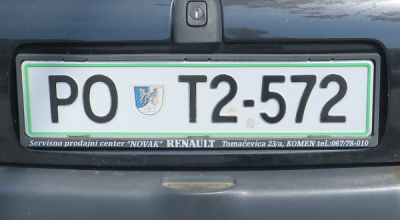 PO T2-572
Servisno prodajni center "NOVAK" RENAULT Tomačevica 23/a, KOMEN tel.:067/78-010